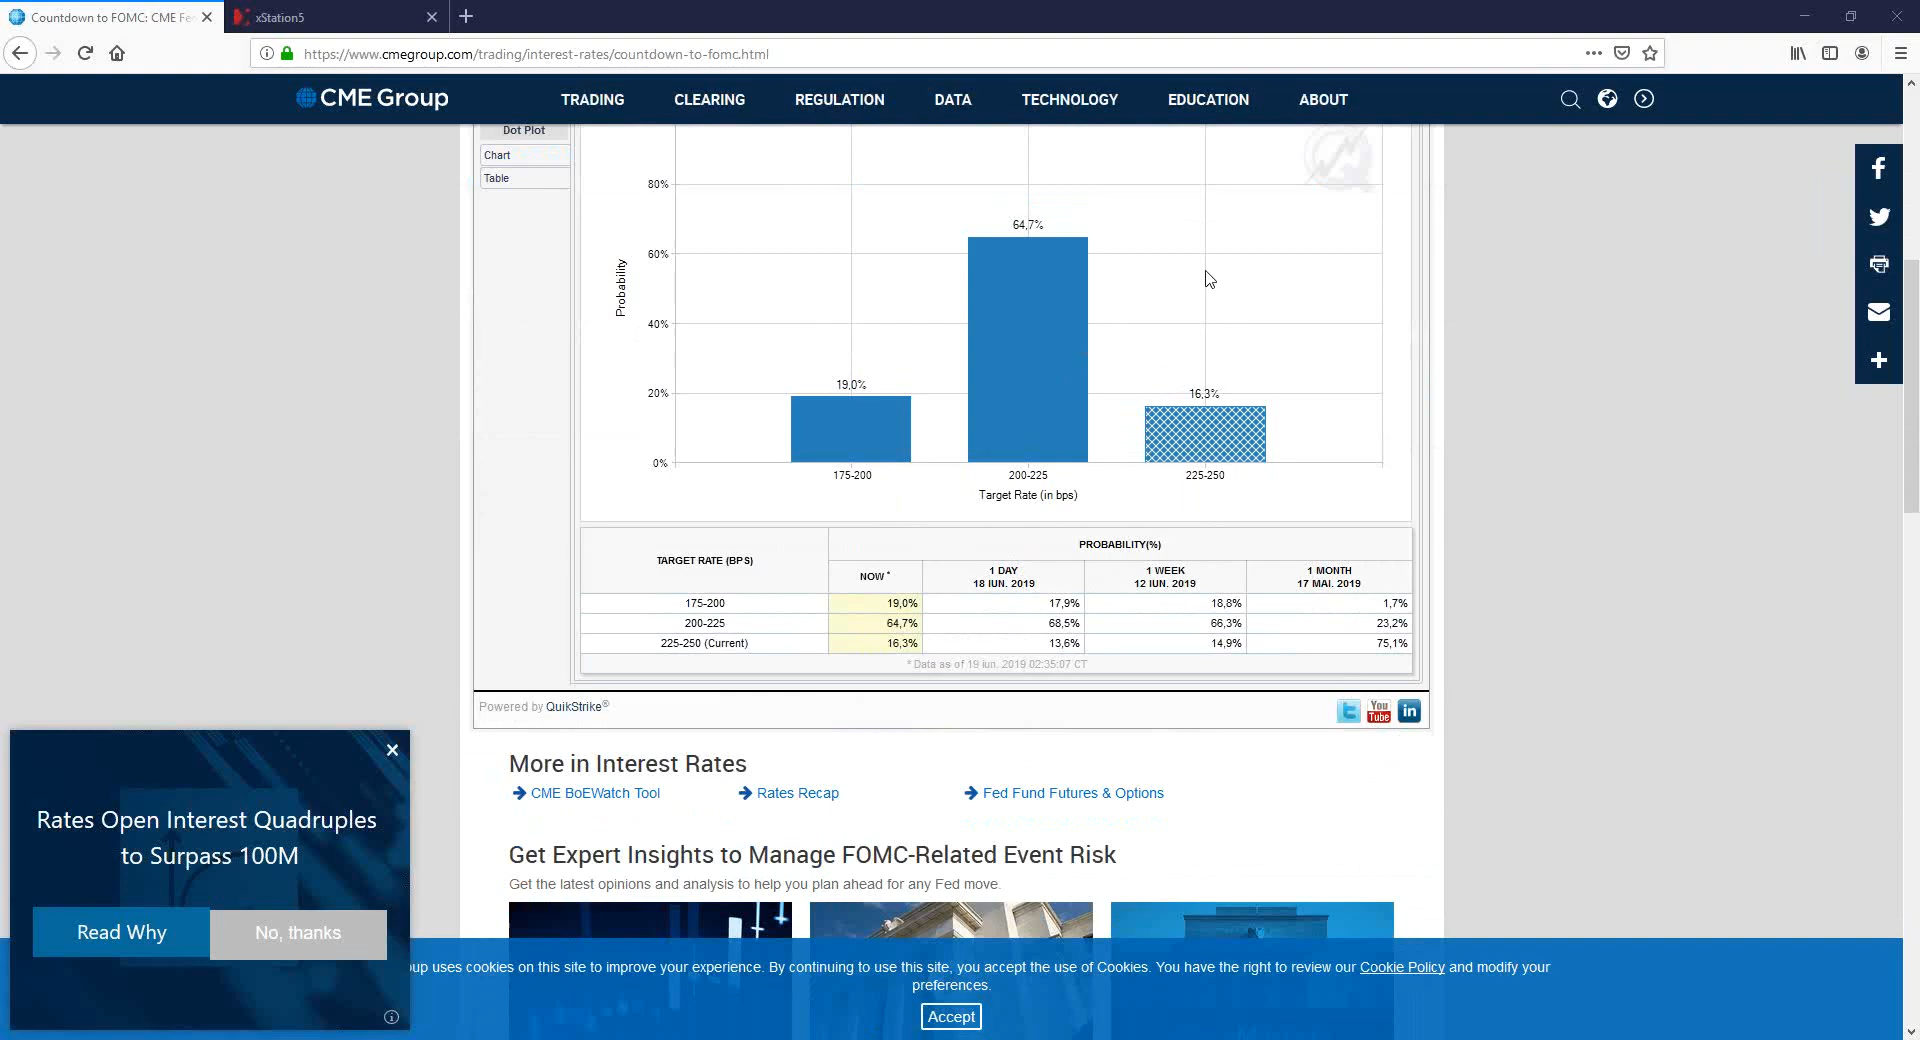 Countdown to FOMC: CME Fe
xStation5
https://www.cmegroup.com/trading/interest-rates/countdown-to-fomc.html
CME Group
TRADING
CLEARING
REGULATION
DATA
TECHNOLOGY
EDUCATION
ABOUT
Dot Plot
Chart
Table
80%
60%
40%
20%
0%
Probability
64,7%
19,0%
16,3%
175-200
200-225
225-250
Target Rate (in bps)
TARGET RATE (BPS)
PROBABILITY(%)
NOW *
1 DAY
18 IUN. 2019
1 WEEK
12 IUN. 2019
1 MONTH
17 MAI. 2019
175-200 19,0% 17,9% 18,8% 1,7%
200-225 64,7% 68,5% 66,3% 23,2%
225-250 (Current) 16,3% 13,6% 14,9% 75,1%
* Data as of 19 iun. 2019 02:35:07 CT
Powered by QuikStrike®
You
Tube
in
More in Interest Rates
CME BoEWatch Tool
Rates Recap
Fed Fund Futures & Options
Get Expert Insights to Manage FOMC-Related Event Risk
Get the latest opinions and analysis to help you plan ahead for any Fed move.
Rates Open Interest Quadruples
to Surpass 100M
Read Why
No, thanks
oup uses cookies on this site to improve your experience. By continuing to use this site, you accept the use of Cookies. You have the right to review our Cookie Policy and modify your
preferences.
Accept